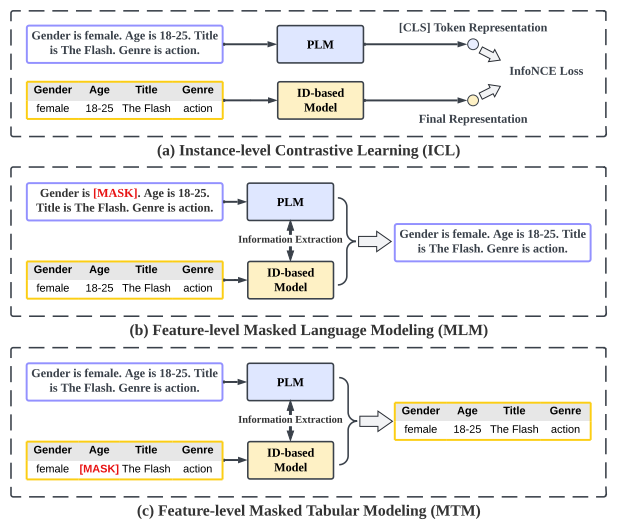 Gender is female. Age is 18-25. Title
is The Flash. Genre is action.
PLM
[CLS] Token Representation
InfoNCE Loss
Gender Age Title Genre
female 18-25 The Flash action
ID-based
Model
Final Representation
(a) Instance-level Contrastive Learning (ICL)
Gender is [MASK]. Age is 18-25.
Title is The Flash. Genre is action.
PLM
Information Extraction
Gender is female. Age is 18-25. Title
is The Flash. Genre is action.
Gender Age Title Genre
female 18-25 The Flash action
ID-based
Model
(b) Feature-level Masked Language Modeling (MLM)
Gender is female. Age is 18-25. Title
is The Flash. Genre is action.
PLM
Information Extraction
Gender Age Title Genre
female 18-25 The Flash action
Gender Age Title Genre
female [MASK] The Flash action
ID-based
Model
(c) Feature-level Masked Tabular Modeling (MTM)